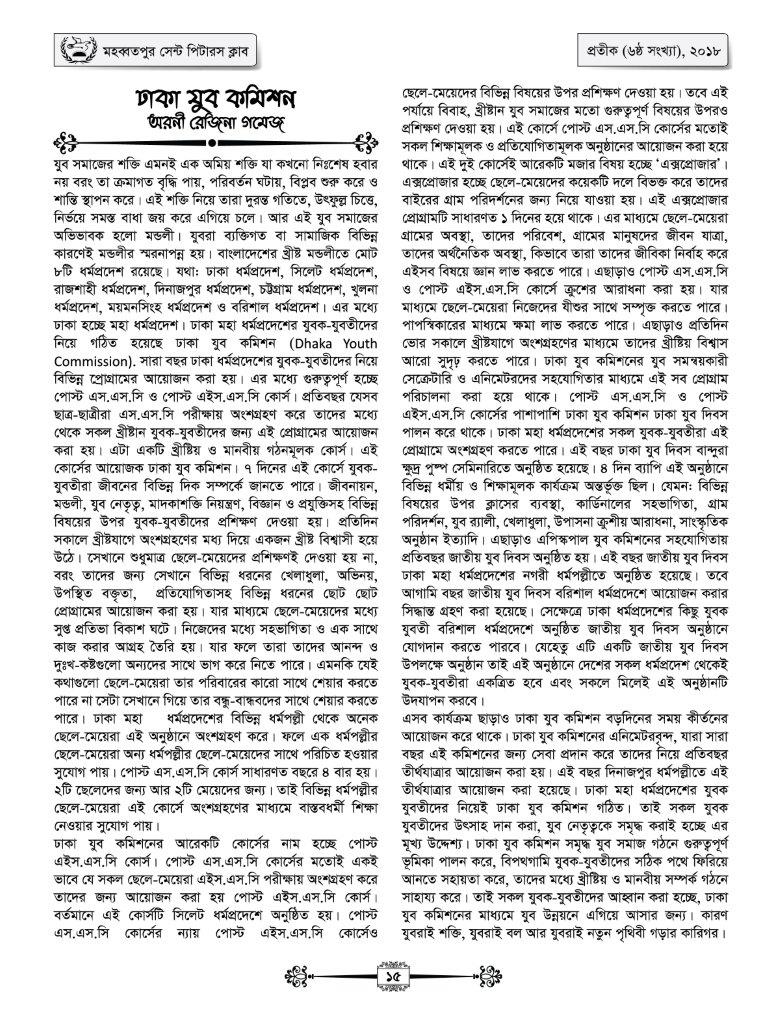 মহব্বতপুর সেন্ট পিটারস ক্লাব
প্রতীক (৬ষ্ঠ সংখ্যা), ২০১৮
ঢাকা যুব কমিশন
অরনী রেজিনা গমেজ
যুব সমাজের শক্তি এমনই এক অমিয় শক্তি যা কখনো নিঃশেষ হবার
নয় বরং তা ক্রমাগত বৃদ্ধি পায়, পরিবর্তন ঘটায়, বিপ্লব শুরু করে ও
শান্তি স্থাপন করে। এই শক্তি নিয়ে তারা দুরন্ত গতিতে, উৎফুল্ল চিত্তে,
নির্ভয়ে সমস্ত বাধা জয় করে এগিয়ে চলে। আর এই যুব সমাজের
অভিভাবক হলো মন্ডলী। যুবরা ব্যক্তিগত বা সামাজিক বিভিন্ন
কারণেই মন্ডলীর স্মরনাপন্ন হয়। বাংলাদেশের খ্রীষ্ট মন্ডলীতে মোট
৮টি ধর্মপ্রদেশ রয়েছে। যথা: ঢাকা ধর্মপ্রদেশ, সিলেট ধর্মপ্রদেশ,
রাজশাহী ধর্মপ্রদেশ, দিনাজপুর ধর্মপ্রদেশ, চট্টগ্রাম ধর্মপ্রদেশ, খুলনা
ধর্মপ্রদেশ, ময়মনসিংহ ধর্মপ্রদেশ ও বরিশাল ধর্মপ্রদেশ। এর মধ্যে
ঢাকা হচ্ছে মহা ধর্মপ্রদেশ। ঢাকা মহা ধর্মপ্রদেশের যুবক-যুবতীদের
নিয়ে গঠিত হয়েছে ঢাকা যুব কমিশন (Dhaka Youth
Commission). সারা বছর ঢাকা ধর্মপ্রদেশের যুবক-যুবতীদের নিয়ে
বিভিন্ন প্রোগ্রামের আয়োজন করা হয়। এর মধ্যে গুরুত্বপূর্ণ হচ্ছে
পোস্ট এস.এস.সি ও পোস্ট এইস.এস.সি কোর্স। প্রতিবছর যেসব
ছাত্র-ছাত্রীরা এস.এস.সি পরীক্ষায় অংশগ্রহণ করে তাদের মধ্যে
থেকে সকল খ্রীষ্টান যুবক-যুবতীদের জন্য এই প্রোগ্রামের আয়োজন
করা হয়। এটা একটি খ্রীষ্টিয় ও মানবীয় গঠনমূলক কোর্স। এই
কোর্সের আয়োজক ঢাকা যুব কমিশন। ৭ দিনের এই কোর্সে যুবক-
যুবতীরা জীবনের বিভিন্ন দিক সম্পর্কে জানতে পারে। জীবনায়ন,
মন্ডলী, যুব নেতৃত্ব, মাদকাশক্তি নিয়ন্ত্রণ, বিজ্ঞান ও প্রযুক্তিসহ বিভিন্ন
বিষয়ের উপর যুবক-যুবতীদের প্রশিক্ষণ দেওয়া হয়। প্রতিদিন
সকালে খ্রীষ্টযাগে অংশগ্রহণের মধ্য দিয়ে একজন খ্রীষ্ট বিশ্বাসী হয়ে
উঠে। সেখানে শুধুমাত্র ছেলে-মেয়েদের প্রশিক্ষণই দেওয়া হয় না,
বরং তাদের জন্য সেখানে বিভিন্ন ধরনের খেলাধুলা, অভিনয়,
উপস্থিত বক্তৃতা, প্রতিযোগিতাসহ বিভিন্ন ধরনের ছোট ছোট
প্রোগ্রামের আয়োজন করা হয়। যার মাধ্যমে ছেলে-মেয়েদের মধ্যে
সুপ্ত প্রতিভা বিকাশ ঘটে। নিজেদের মধ্যে সহভাগিতা ও এক সাথে
কাজ করার আগ্রহ তৈরি হয়। যার ফলে তারা তাদের আনন্দ ও
দুঃখ-কষ্টগুলো অন্যদের সাথে ভাগ করে নিতে পারে। এমনকি যেই
কথাগুলো ছেলে-মেয়েরা তার পরিবারের কারো সাথে শেয়ার করতে
পারে না সেটা সেখানে গিয়ে তার বন্ধু-বান্ধবদের সাথে শেয়ার করতে
পারে। ঢাকা মহা ধর্মপ্রদেশের বিভিন্ন ধর্মপল্লী থেকে অনেক
ছেলে-মেয়েরা এই অনুষ্ঠানে অংশগ্রহণ করে। ফলে এক ধর্মপল্লীর
ছেলে-মেয়েরা অন্য ধর্মপল্লীর ছেলে-মেয়েদের সাথে পরিচিত হওয়ার
সুযোগ পায়। পোস্ট এস.এস.সি কোর্স সাধারণত বছরে ৪ বার হয়।
২টি ছেলেদের জন্য আর ২টি মেয়েদের জন্য। তাই বিভিন্ন ধর্মপল্লীর
ছেলে-মেয়েরা এই কোর্সে অংশগ্রহণের মাধ্যমে বাস্তবধর্মী শিক্ষা
নেওয়ার সুযোগ পায়।
ঢাকা যুব কমিশনের আরেকটি কোর্সের নাম হচ্ছে পোস্ট
এইস.এস.সি কোর্স। পোস্ট এস.এস.সি কোর্সের মতোই একই
ভাবে যে সকল ছেলে-মেয়েরা এইস.এস.সি পরীক্ষায় অংশগ্রহণ করে
তাদের জন্য আয়োজন করা হয় পোস্ট এইস.এস.সি কোর্স।
বর্তমানে এই কোর্সটি সিলেট ধর্মপ্রদেশে অনুষ্ঠিত হয়। পোস্ট
এস.এস.সি কোর্সের ন্যায় পোস্ট এইস.এস.সি কোর্সেও
ছেলে-মেয়েদের বিভিন্ন বিষয়ের উপর প্রশিক্ষণ দেওয়া হয়। তবে এই
পর্যায়ে বিবাহ, খ্রীষ্টান যুব সমাজের মতো গুরুত্বপূর্ণ বিষয়ের উপরও
প্রশিক্ষণ দেওয়া হয়। এই কোর্সে পোস্ট এস.এস.সি কোর্সের মতোই
সকল শিক্ষামূলক ও প্রতিযোগিতামূলক অনুষ্ঠানের আয়োজন করা হয়ে
থাকে। এই দুই কোর্সেই আরেকটি মজার বিষয় হচ্ছে ‘এক্সপ্রোজার’।
এক্সপ্রোজার হচ্ছে ছেলে-মেয়েদের কয়েকটি দলে বিভক্ত করে তাদের
বাইরের গ্রাম পরিদর্শনের জন্য নিয়ে যাওয়া হয়। এই এক্সপ্রোজার
প্রোগ্রামটি সাধারণত ১ দিনের হয়ে থাকে। এর মাধ্যমে ছেলে-মেয়েরা
গ্রামের অবস্থা, তাদের পরিবেশ, গ্রামের মানুষদের জীবন যাত্রা,
তাদের অর্থনৈতিক অবস্থা, কিভাবে তারা তাদের জীবিকা নির্বাহ করে
এইসব বিষয়ে জ্ঞান লাভ করতে পারে। এছাড়াও পোস্ট এস.এস.সি
ও পোস্ট এইস.এস.সি কোর্সে ক্রুশের আরাধনা করা হয়। যার
মাধ্যমে ছেলে-মেয়েরা নিজেদের যীশুর সাথে সম্পৃক্ত করতে পারে।
পাপস্বিকারের মাধ্যমে ক্ষমা লাভ করতে পারে। এছাড়াও প্রতিদিন
ভোর সকালে খ্রীষ্টযাগে অংশগ্রহণের মাধ্যমে তাদের খ্রীষ্টিয় বিশ্বাস
আরো সুদৃঢ় করতে পারে। ঢাকা যুব কমিশনের যুব সমন্বয়কারী
সেক্রেটারি ও এনিমেটরদের সহযোগিতার মাধ্যমে এই সব প্রোগ্রাম
পরিচালনা করা হয়ে থাকে। পোস্ট এস.এস.সি ও পোস্ট
এইস.এস.সি কোর্সের পাশাপাশি ঢাকা যুব কমিশন ঢাকা যুব দিবস
পালন করে থাকে। ঢাকা মহা ধর্মপ্রদেশের সকল যুবক-যুবতীরা এই
প্রোগ্রামে অংশগ্রহণ করতে পারে। এই বছর ঢাকা যুব দিবস বান্দুরা
ক্ষুদ্র পুষ্প সেমিনারিতে অনুষ্ঠিত হয়েছে। ৪ দিন ব্যাপি এই অনুষ্ঠানে
বিভিন্ন ধর্মীয় ও শিক্ষামূলক কার্যক্রম অন্তর্ভূক্ত ছিল। যেমন: বিভিন্ন
বিষয়ের উপর ক্লাসের ব্যবস্থা, কার্ডিনালের সহভাগিতা, গ্রাম
পরিদর্শন, যুব র‍্যালী, খেলাধুলা, উপাসনা ক্রুশীয় আরাধনা, সাংস্কৃতিক
অনুষ্ঠান ইত্যাদি। এছাড়াও এপিস্কপাল যুব কমিশনের সহযোগিতায়
প্রতিবছর জাতীয় যুব দিবস অনুষ্ঠিত হয়। এই বছর জাতীয় যুব দিবস
ঢাকা মহা ধর্মপ্রদেশের নগরী ধর্মপল্লীতে অনুষ্ঠিত হয়েছে। তবে
আগামি বছর জাতীয় যুব দিবস বরিশাল ধর্মপ্রদেশে আয়োজন করার
সিদ্ধান্ত গ্রহণ করা হয়েছে। সেক্ষেত্রে ঢাকা ধর্মপ্রদেশের কিছু যুবক
যুবতী বরিশাল ধর্মপ্রদেশে অনুষ্ঠিত জাতীয় যুব দিবস অনুষ্ঠানে
যোগদান করতে পারবে। যেহেতু এটি একটি জাতীয় যুব দিবস
উপলক্ষে অনুষ্ঠান তাই এই অনুষ্ঠানে দেশের সকল ধর্মপ্রদেশ থেকেই
যুবক-যুবতীরা একত্রিত হবে এবং সকলে মিলেই এই অনুষ্ঠানটি
উদযাপন করবে।
এসব কার্যক্রম ছাড়াও ঢাকা যুব কমিশন বড়দিনের সময় কীর্তনের
আয়োজন করে থাকে। ঢাকা যুব কমিশনের এনিমেটরবৃন্দ, যারা সারা
বছর এই কমিশনের জন্য সেবা প্রদান করে তাদের নিয়ে প্রতিবছর
তীর্থযাত্রার আয়োজন করা হয়। এই বছর দিনাজপুর ধর্মপল্লীতে এই
তীর্থযাত্রার আয়োজন করা হয়েছে। ঢাকা মহা ধর্মপ্রদেশের যুবক
যুবতীদের নিয়েই ঢাকা যুব কমিশন গঠিত। তাই সকল যুবক
যুবতীদের উৎসাহ দান করা, যুব নেতৃত্বকে সমৃদ্ধ করাই হচ্ছে এর
মূখ্য উদ্দেশ্য। ঢাকা যুব কমিশন সমৃদ্ধ যুব সমাজ গঠনে গুরুত্বপূর্ণ
ভূমিকা পালন করে, বিপথগামি যুবক-যুবতীদের সঠিক পথে ফিরিয়ে
আনতে সহায়তা করে, তাদের মধ্যে খ্রীষ্টিয় ও মানবীয় সম্পর্ক গঠনে
সাহায্য করে। তাই সকল যুবক-যুবতীদের আহ্বান করা হচ্ছে, ঢাকা
যুব কমিশনের মাধ্যমে যুব উন্নয়নে এগিয়ে আসার জন্য। কারণ
যুবরাই শক্তি, যুবরাই বল আর যুবরাই নতুন পৃথিবী গড়ার কারিগর।
১৫